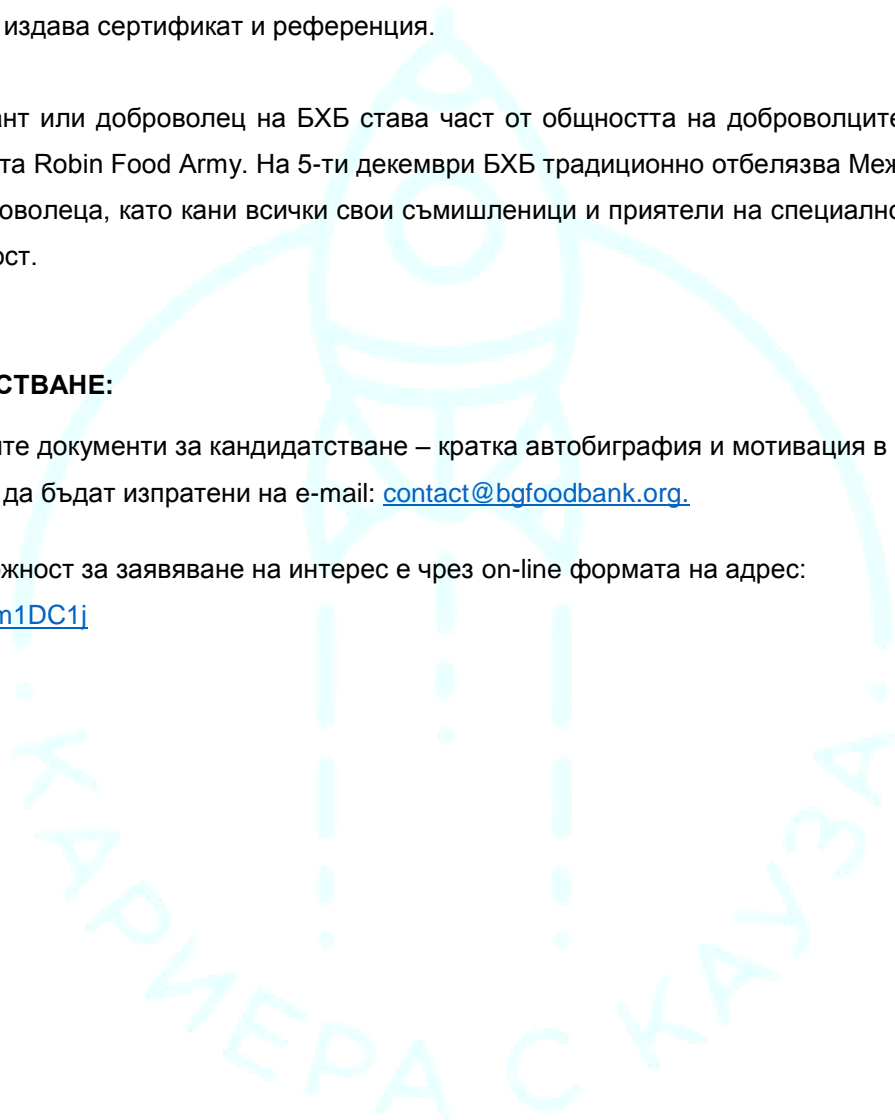 издава сертификат и референция.
ант или доброволец на БХБ става част от общността на доброволците
та Robin Food Army. На 5-ти декември БХБ традиционно отбелязва Меж
оволеца, като кани всички свои съмишленици и приятели на специално
ост.
СТВАНЕ:
ите документи за кандидатстване – кратка автобиграфия и мотивация в
да бъдат изпратени на e-mail: contact@bgfoodbank.org.
ожност за заявяване на интерес е чрез on-line формата на адрес:
m1DC1j
КАРИЕРА С КАУЗА